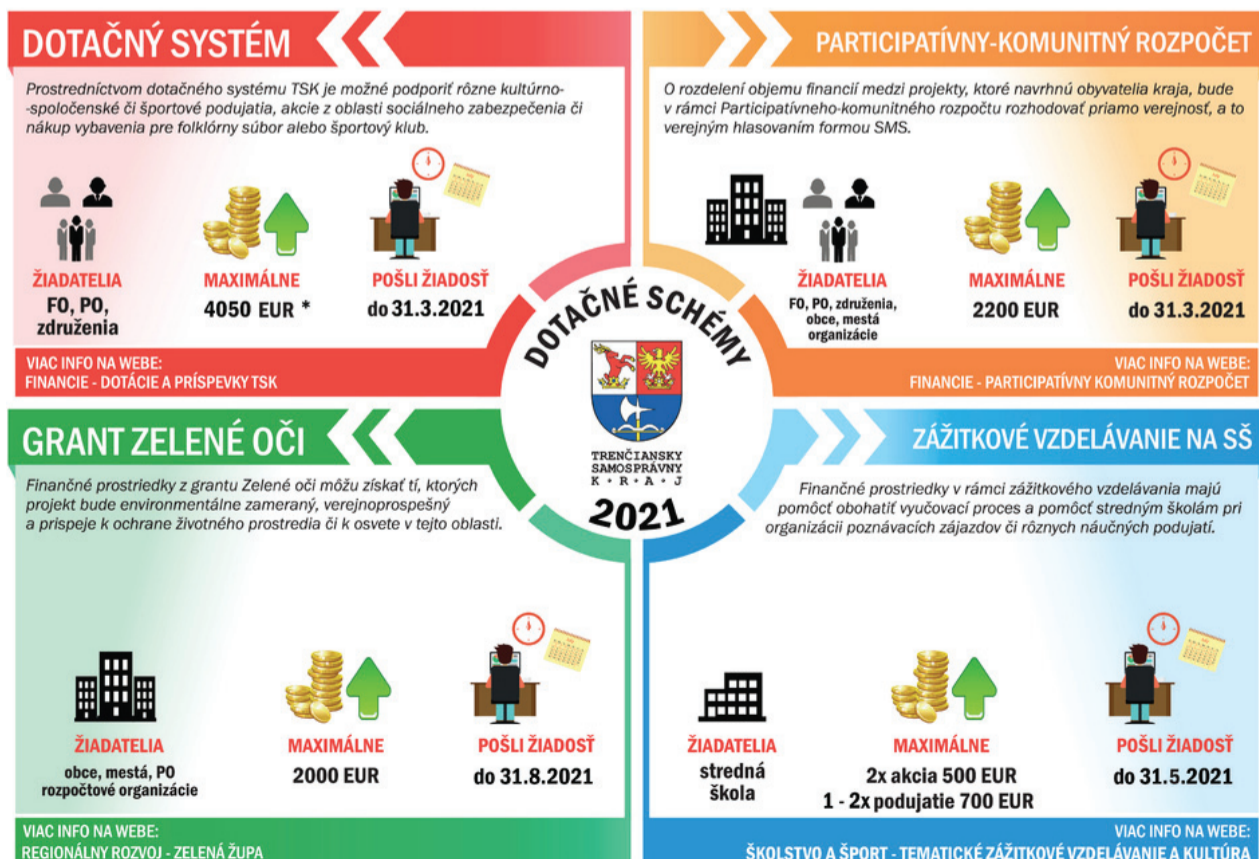 DOTAČNÝ SYSTÉM
Prostredníctvom dotačného systému TSK je možné podporiť rôzne kultúrno-
-spoločenské či športové podujatia, akcie z oblasti sociálneho zabezpečenia či
nákup vybavenia pre folklórny súbor alebo športový klub.
ŽIADATELIA
FO, PO,
združenia
MAXIMÁLNE
4050 EUR *
POŠLI ŽIADOSŤ
do 31.3.2021
VIAC INFO NA WEBE:
FINANCIE - DOTÁCIE A PRÍSPEVKY TSK
PARTICIPATÍVNY-KOMUNITNÝ ROZPOČET
O rozdelení objemu financií medzi projekty, ktoré navrhnú obyvatelia kraja, bude
v rámci Participatívneho-komunitného rozpočtu rozhodovať priamo verejnosť, a to
verejným hlasovaním formou SMS.
ŽIADATELIA
FO, PO, združenia,
obce, mestá
organizácie
MAXIMÁLNE
2200 EUR
POŠLI ŽIADOSŤ
do 31.3.2021
VIAC INFO NA WEBE:
FINANCIE - PARTICIPATÍVNY KOMUNITNÝ ROZPOČET
DOTAČNÉ SCHÉMY
TRENČIANSKY
SAMOSPRÁVNY
K • R • A • J
2021
GRANT ZELENÉ OČI
Finančné prostriedky z grantu Zelené oči môžu získať tí, ktorých
projekt bude environmentálne zameraný, verejnoprospešný
a prispeje k ochrane životného prostredia či k osvete v tejto oblasti.
ŽIADATELIA
obce, mestá, PO
rozpočtové organizácie
MAXIMÁLNE
2000 EUR
POŠLI ŽIADOSŤ
do 31.8.2021
VIAC INFO NA WEBE:
REGIONÁLNY ROZVOJ - ZELENÁ ŽUPA
ZÁŽITKOVÉ VZDELÁVANIE NA SŠ
Finančné prostriedky v rámci zážitkového vzdelávania majú
pomôcť obohatiť vyučovací proces a pomôcť stredným školám pri
organizácii poznávacích zájazdov či rôznych náučných podujatí.
ŽIADATELIA
stredná
škola
MAXIMÁLNE
2x akcia 500 EUR
1 - 2x podujatie 700 EUR
POŠLI ŽIADOSŤ
do 31.5.2021
VIAC INFO NA WEBE:
ŠKOLSTVO A ŠPORT - TEMATICKÉ ZÁŽITKOVÉ VZDELÁVANIE A KULTÚRA